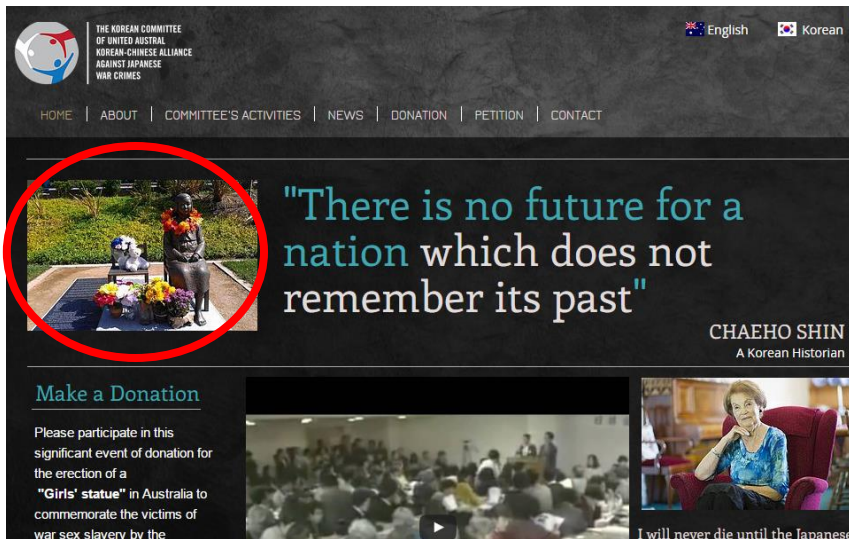 THE KOREAN COMMITTEE
OF UNITED AUSTRAL
KOREAN-CHINESE ALLIANCE
AGAINST JAPANESE
WAR CRIMES
English
Korean
HOME
ABOUT
COMMITTEE'S ACTIVITIES
NEWS
DONATION
PETITION
CONTACT
"There is no future for a
nation which does not
remember its past"
CHAEHO SHIN
A Korean Historian
Make a Donation
Please participate in this
significant event of donation for
the erection of a
"Girls' statue" in Australia to
commemorate the victims of
war sex slavery by the
I will never die until the Japanese